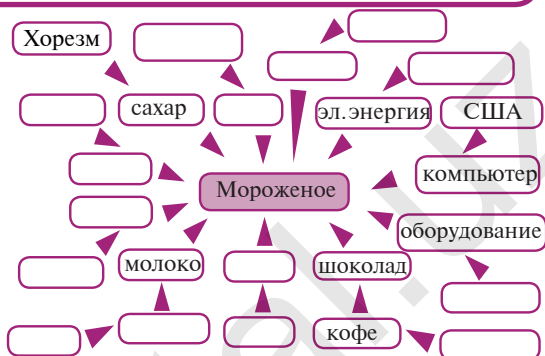 Хорезм
сахар
эл.энергия
США
Мороженое
компьютер
оборудование
молоко
шоколад
кофе